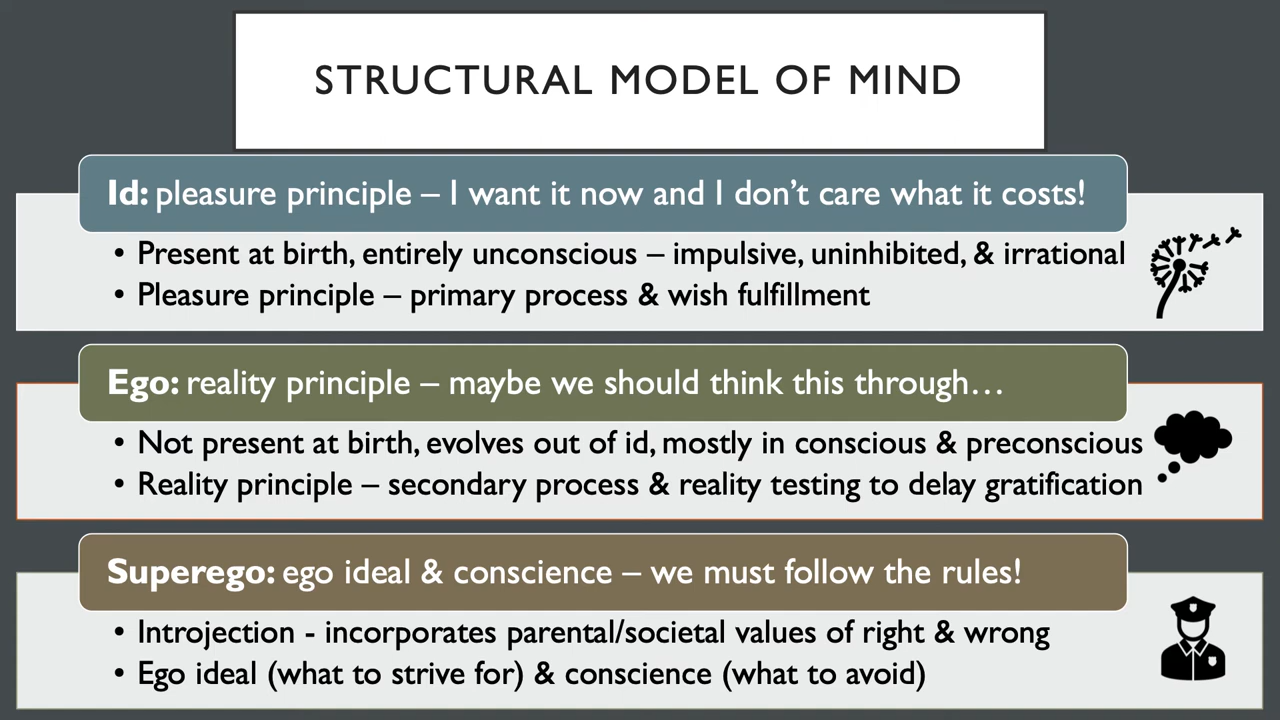 STRUCTURAL MODEL OF MIND
Id: pleasure principle – I want it now and I don’t care what it costs!
• Present at birth, entirely unconscious – impulsive, uninhibited, & irrational
• Pleasure principle – primary process & wish fulfillment
Ego: reality principle – maybe we should think this through…
• Not present at birth, evolves out of id, mostly in conscious & preconscious
• Reality principle – secondary process & reality testing to delay gratification
Superego: ego ideal & conscience – we must follow the rules!
• Introjection - incorporates parental/societal values of right & wrong
• Ego ideal (what to strive for) & conscience (what to avoid)